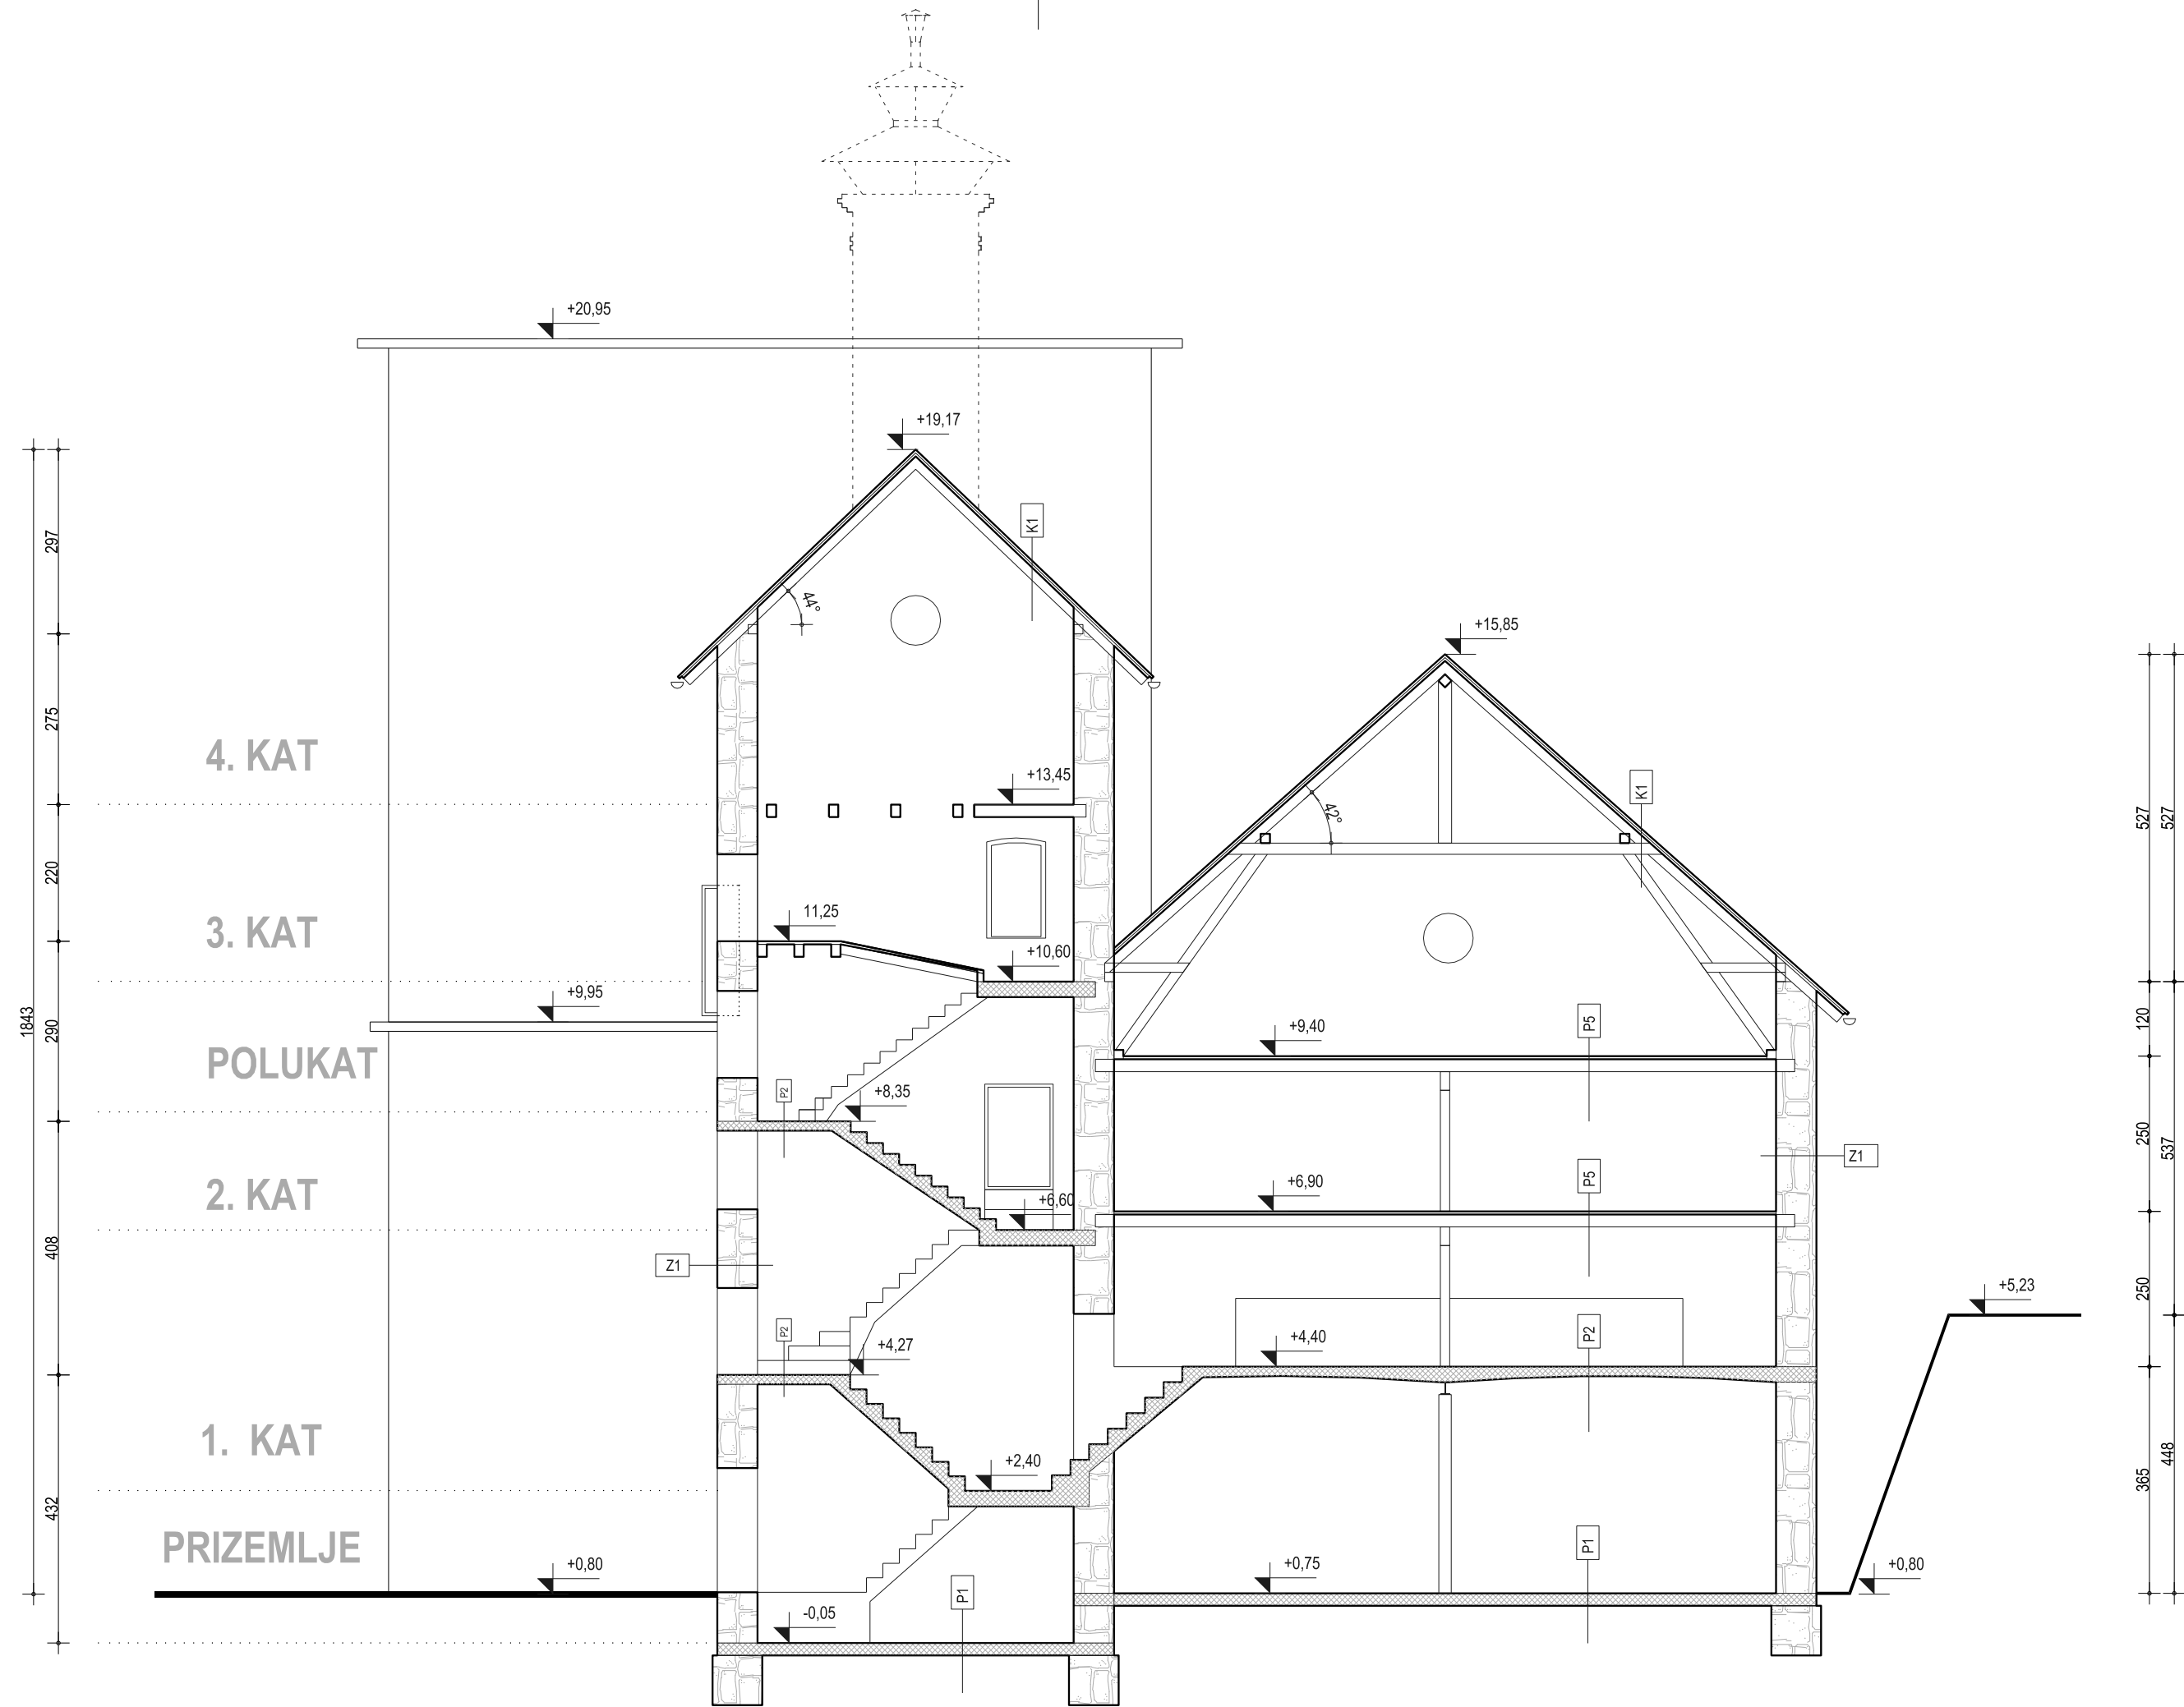 +20,95
+19,17
K1
297
44°
+15,85
275
4. KAT
+13,45
K1
42°
527
527
220
3. KAT
11,25
+10,60
+9,95
1843
290
P5
120
+9,40
POLUKAT
P2
+8,35
250
537
Z1
2. KAT
+6,60
+6,90
P5
408
Z1
+5,23
250
P2
P2
+4,27
+4,40
1. KAT
+2,40
448
365
432
PRIZEMLJE
P1
+0,80
+0,75
+0,80
P1
-0,05